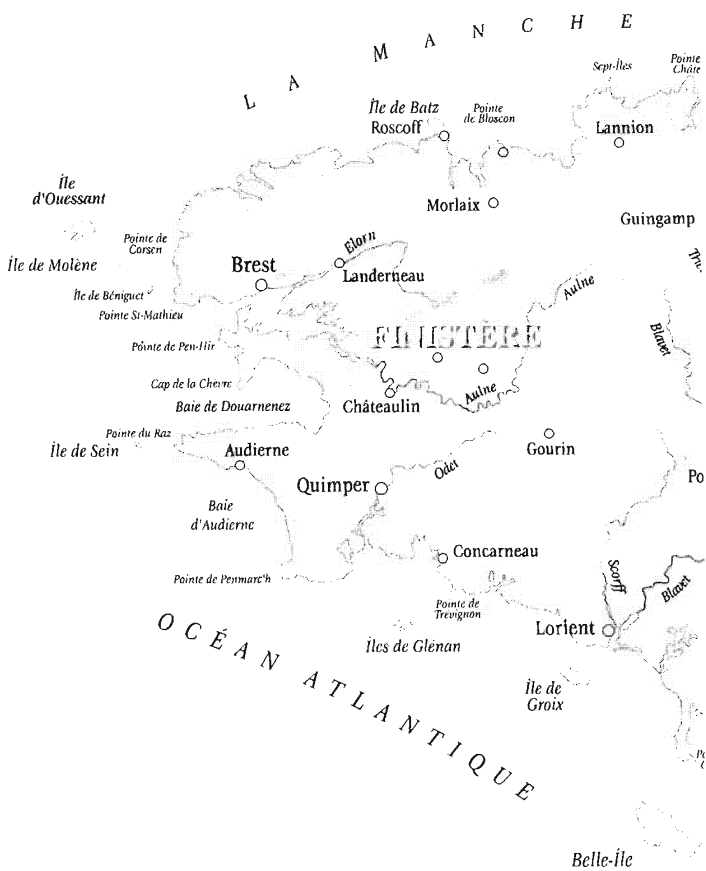 LA MANCHE
Sept-Îles
Pointe
Châte
Île de Batz
Roscoff
Pointe
de Bloscon
Lannion
Île
d'Ouessant
Morlaix
Guingamp
Pointe de
Corsen
Elorn
Île de Molène
Brest
Landerneau
Tri-
Aulne
Île de Béniguet
Pointe St-Mathieu
FINISTÈRE
Blavet
Pointe de Pen-Hir
Cap de la Chèvre
Aulne
Châteaulin
Baie de Douarnenez
Pointe du Raz
Île de Sein
Audierne
Gourin
Odet
Quimper
Po
Baie
d'Audierne
Concarneau
Scorff
Blavet
Pointe de Penmarc'h
Pointe de
Trévignon
Lorient
Îles de Glénan
OCÉAN ATLANTIQUE
Île de
Groix
Belle-Île